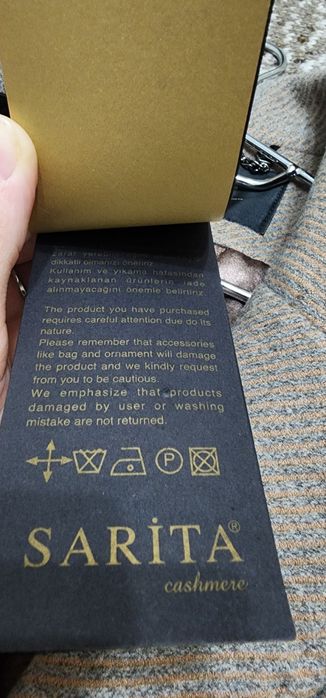 zarar
dikkatli olmanızı öneririz.
Kullanım ve yıkama hatasından
kaynaklanan ürünlerin iade
alınmayacağını önemle belirtiriz.
The product you have purchased
requires careful attention due do its
nature.
Please remember that accessories
like bag and ornament will damage
the product and we kindly request
from you to be cautious.
We emphasize that products
damaged by user or washing
mistake are not returned.
P
SARİTA®
cashmere